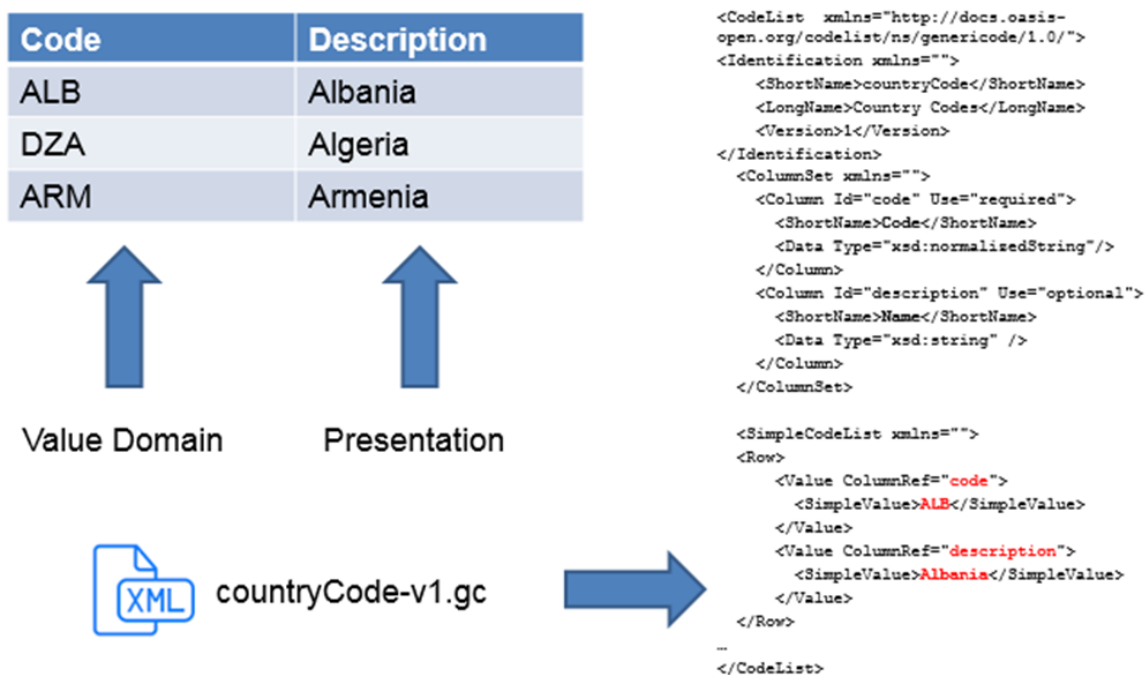 Code Description
ALB Albania
DZA Algeria
ARM Armenia
Value Domain Presentation
XML countryCode-v1.gc
<CodeList xmlns="http://docs.oasis-
open.org/codelist/ns/genericode/1.0/">
<Identification xmlns="">
<ShortName>countryCode</ShortName>
<LongName>Country Codes</LongName>
<Version>1</Version>
</Identification>
<ColumnSet xmlns="">
<Column Id="code" Use="required">
<ShortName>Code</ShortName>
<Data Type="xsd:normalizedString"/>
</Column>
<Column Id="description" Use="optional">
<ShortName>Name</ShortName>
<Data Type="xsd:string" />
</Column>
</ColumnSet>
<SimpleCodeList xmlns="">
<Row>
<Value ColumnRef="code">
<SimpleValue>ALB</SimpleValue>
</Value>
<Value ColumnRef="description">
<SimpleValue>Albania</SimpleValue>
</Value>
</Row>
…
</CodeList>